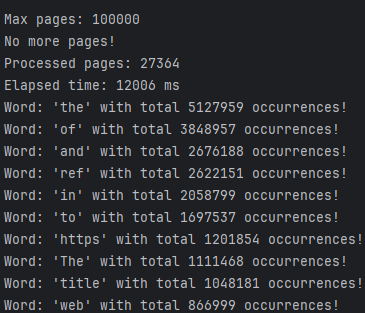 Max pages: 100000
No more pages!
Processed pages: 27364
Elapsed time: 12006 ms
Word: 'the' with total 5127959 occurrences!
Word: 'of' with total 3848957 occurrences!
Word: 'and' with total 2676188 occurrences!
Word: 'ref' with total 2622151 occurrences!
Word: 'in' with total 2058799 occurrences!
Word: 'to' with total 1697537 occurrences!
Word: 'https' with total 1201854 occurrences!
Word: 'The' with total 1111468 occurrences!
Word: 'title' with total 1048181 occurrences!
Word: 'web' with total 866999 occurrences!